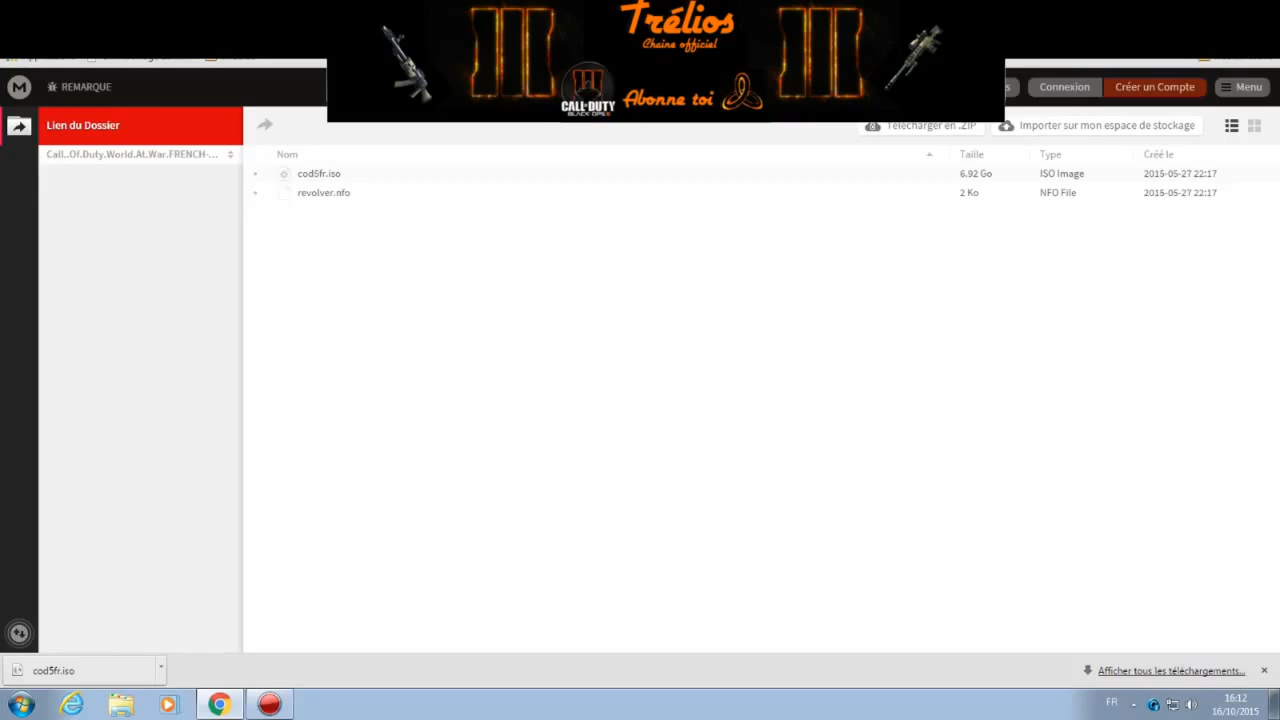 Trélios
Chaine officiel
CALL OF DUTY
BLACK OPS III
Abonne toi
REMARQUE
Connexion
Créer un Compte
Menu
Lien du Dossier
Télécharger en .ZIP
Importer sur mon espace de stockage
Call..Of.Duty.World.At.War.FRENCH-...
Nom
Taille
Type
Créé le
cod5fr.iso
6.92 Go
ISO Image
2015-05-27 22:17
revolver.nfo
2 Ko
NFO File
2015-05-27 22:17
cod5fr.iso
Afficher tous les téléchargements...
FR
16:12
16/10/2015